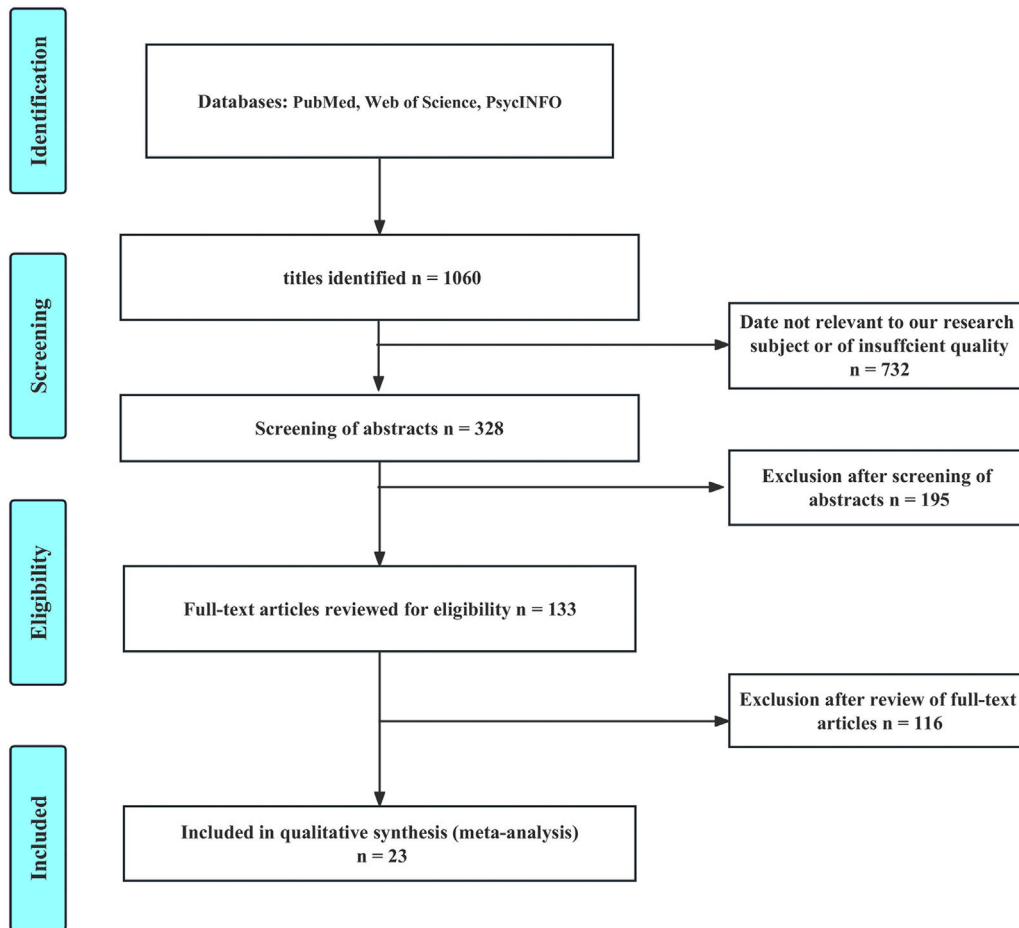 Identification
Databases: PubMed, Web of Science, PsycINFO
Screening
titles identified n = 1060
Date not relevant to our research
subject or of insuffcient quality
n = 732
Screening of abstracts n = 328
Exclusion after screening of
abstracts n = 195
Eligibility
Full-text articles reviewed for eligibility n = 133
Exclusion after review of full-text
articles n = 116
Included
Included in qualitative synthesis (meta-analysis)
n = 23